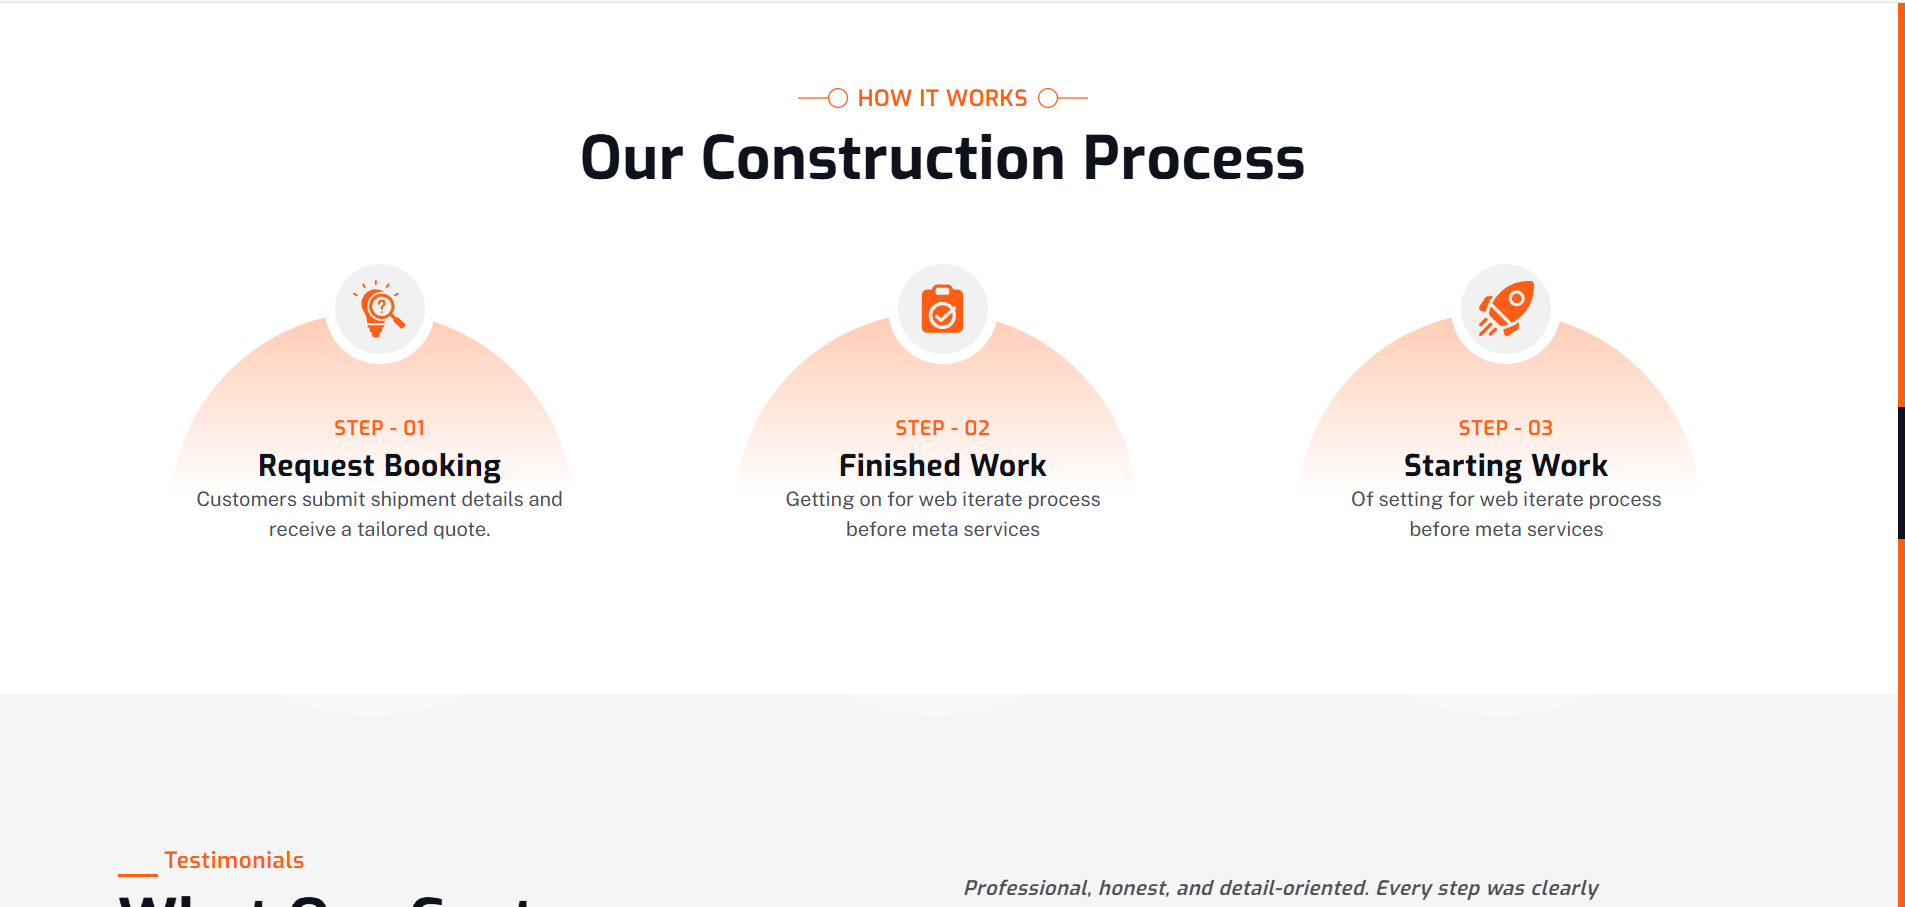 HOW IT WORKS
Our Construction Process
STEP - 01
Request Booking
Customers submit shipment details and
receive a tailored quote.
STEP - 02
Finished Work
Getting on for web iterate process
before meta services
STEP - 03
Starting Work
Of setting for web iterate process
before meta services
Testimonials
Professional, honest, and detail-oriented. Every step was clearly